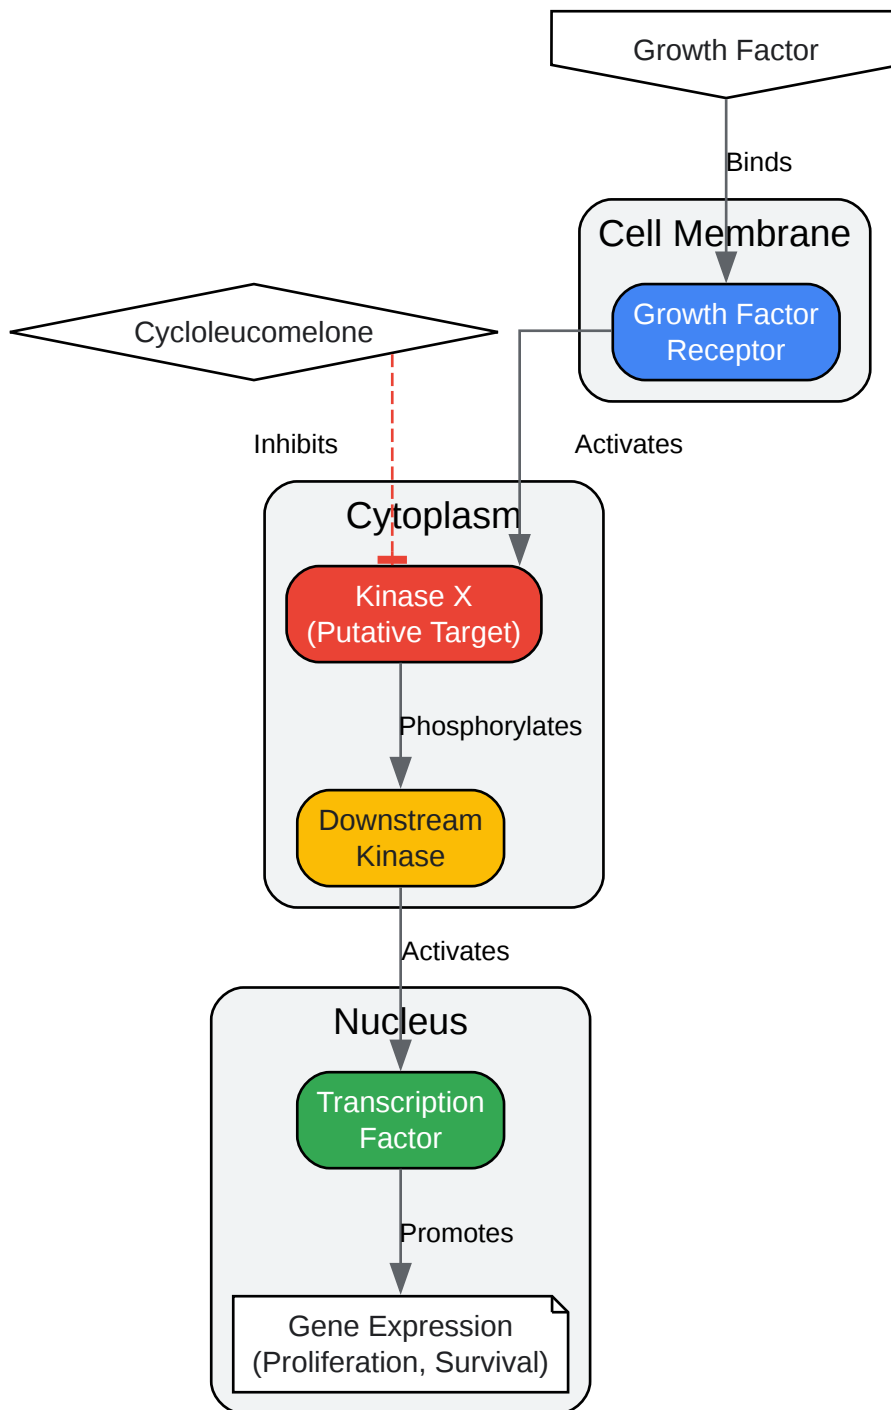 Growth Factor
Binds
Cell Membrane
Growth Factor
Receptor
Cycloleucomelone
Inhibits
Activates
Cytoplasm
Kinase X
(Putative Target)
Phosphorylates
Downstream
Kinase
Activates
Nucleus
Transcription
Factor
Promotes
Gene Expression
(Proliferation, Survival)